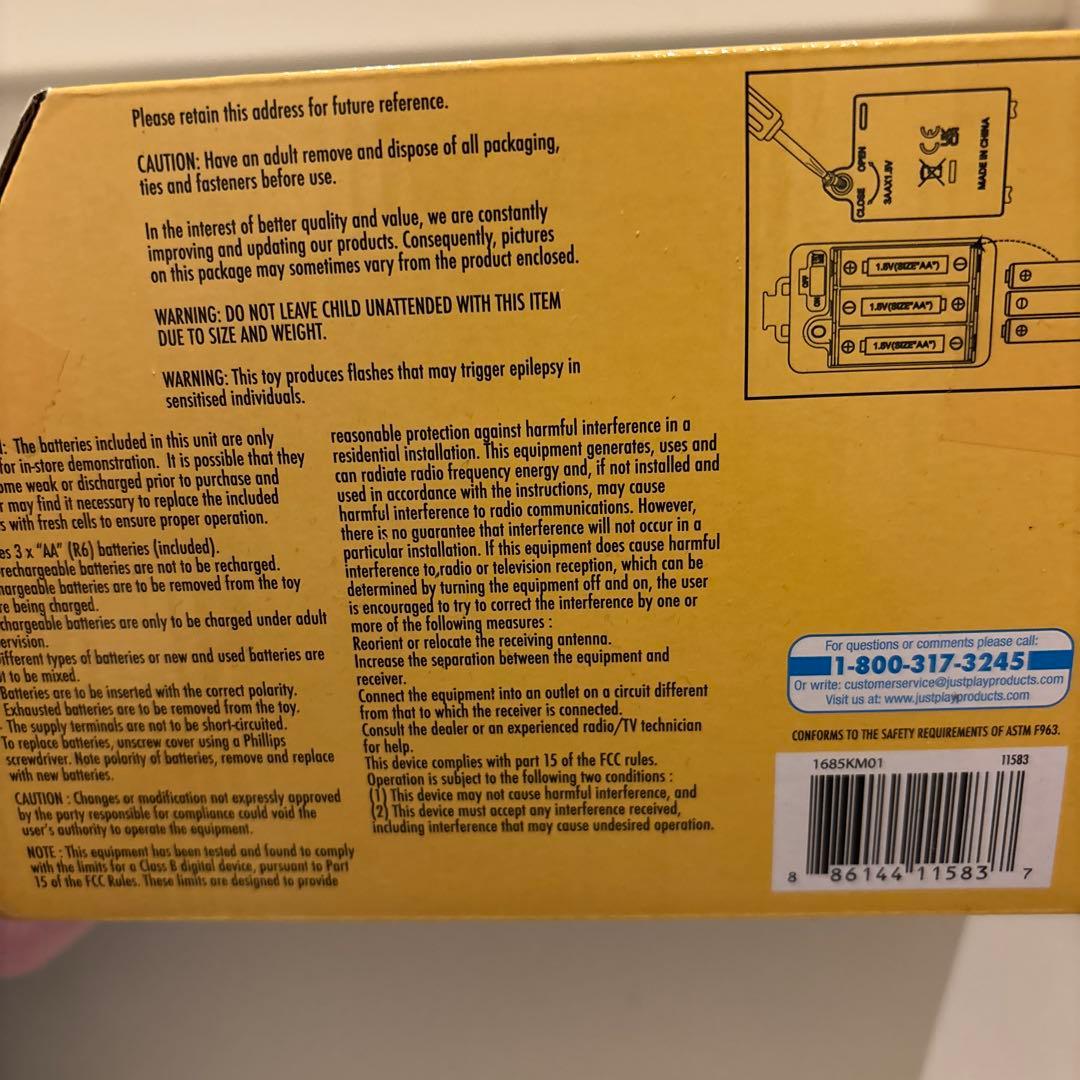 Please retain this address for future reference.
CAUTION: Have an adult remove and dispose of all packaging,
ties and fasteners before use.
In the interest of better quality and value, we are constantly
improving and updating our products. Consequently, pictures
on this package may sometimes vary from the product enclosed.
WARNING: DO NOT LEAVE CHILD UNATTENDED WITH THIS ITEM
DUE TO SIZE AND WEIGHT.
WARNING: This toy produces flashes that may trigger epilepsy in
sensitised individuals.
: The batteries included in this unit are only
for in-store demonstration. It is possible that they
weak or discharged prior to purchase and
may find it necessary to replace the included
with fresh cells to ensure proper operation.
3 x "AA" (R6) batteries (included).
rechargeable batteries are not to be recharged.
batteries are to be removed from the toy
being charged.
batteries are only to be charged under adult
types of batteries or new and used batteries are
to be mixed.
Batteries are to be inserted with the correct polarity.
Exhausted batteries are to be removed from the toy.
- The supply terminals are not to be short-circuited.
To replace batteries, unscrew cover using a Phillips
screwdriver. Note polarity of batteries, remove and replace
with new batteries.
CAUTION : Changes or modification not expressly approved
by the party responsible for compliance could void the
user's authority to operate the equipment.
NOTE : This equipment has been tested and found to comply
with the limits for a Class B digital device, pursuant to Part
15 of the FCC Rules. These limits are designed to provide
reasonable protection against harmful interference in a
residential installation. This equipment generates, uses and
can radiate radio frequency energy and, if not installed and
used in accordance with the instructions, may cause
harmful interference to radio communications. However,
there is no guarantee that interference will not occur in a
particular installation. If this equipment does cause harmful
interference to,radio or television reception, which can be
determined by turning the equipment off and on, the user
is encouraged to try to correct the interference by one or
more of the following measures :
Reorient or relocate the receiving antenna.
Increase the separation between the equipment and
receiver.
Connect the equipment into an outlet on a circuit different
from that to which the receiver is connected.
Consult the dealer or an experienced radio/TV technician
for help.
This device complies with part 15 of the FCC rules.
Operation is subject to the following two conditions :
(1) This device may not cause harmful interference, and
(2) This device must accept any interference received,
including interference that may cause undesired operation.
CLOSE OPEN
3AAX1.5V
CE
MADE IN CHINA
OFF
ON
1.5V(SIZE"AA")
1.5V(SIZE"AA")
1.5V(SIZE"AA")
For questions or comments please call:
1-800-317-3245
Or write: customerservice@justplayproducts.com
Visit us at: www.justplayproducts.com
CONFORMS TO THE SAFETY REQUIREMENTS OF ASTM F963.
1685KM01 11583
8 86144 11583 7